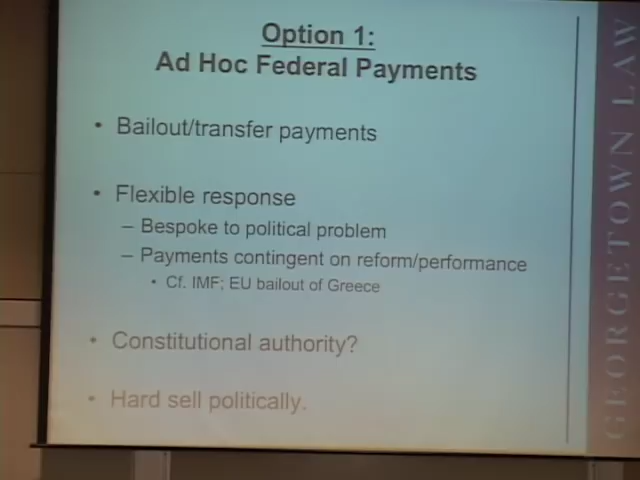 Option 1:
Ad Hoc Federal Payments
• Bailout/transfer payments
• Flexible response
– Bespoke to political problem
– Payments contingent on reform/performance
• Cf. IMF; EU bailout of Greece
• Constitutional authority?
• Hard sell politically.
GEORGETOWN LAW